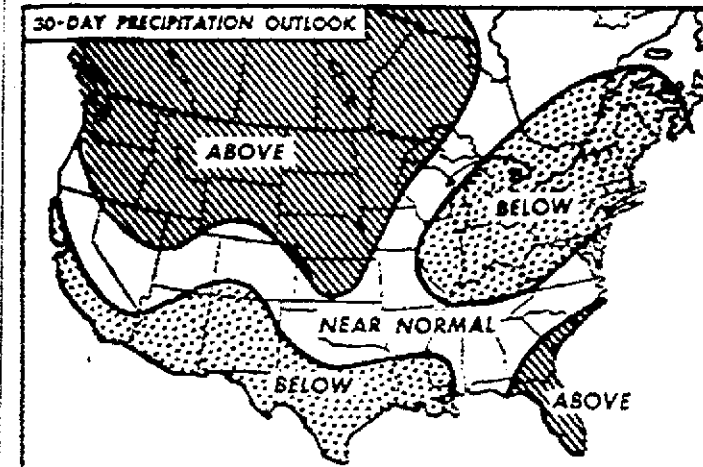 30-DAY PRECIPITATION OUTLOOK
ABOVE
BELOW
NEAR NORMAL
BELOW
ABOVE